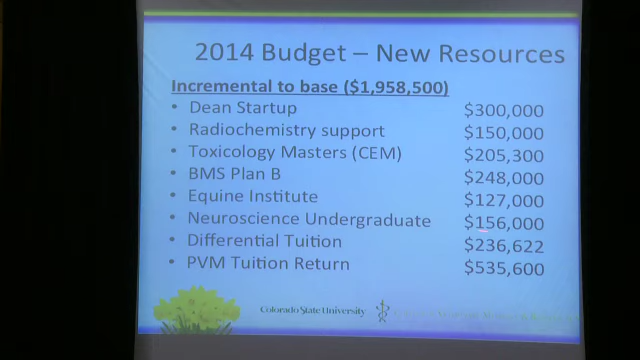 2014 Budget – New Resources
Incremental to base ($1,958,500)
• Dean Startup $300,000
• Radiochemistry support $150,000
• Toxicology Masters (CEM) $205,300
• BMS Plan B $248,000
• Equine Institute $127,000
• Neuroscience Undergraduate $156,000
• Differential Tuition $236,622
• PVM Tuition Return $535,600
Colorado State University